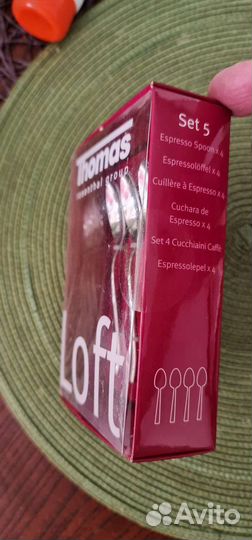 Thomas
rosenthal group
Loft
Set 5
Espresso Spoon x 4
Espressolöffel x 4
Cuillère à Espresso x 4
Cuchara de
Espresso x 4
Set 4 Cucchiaini Caffè
Espressolepel x 4
Avito